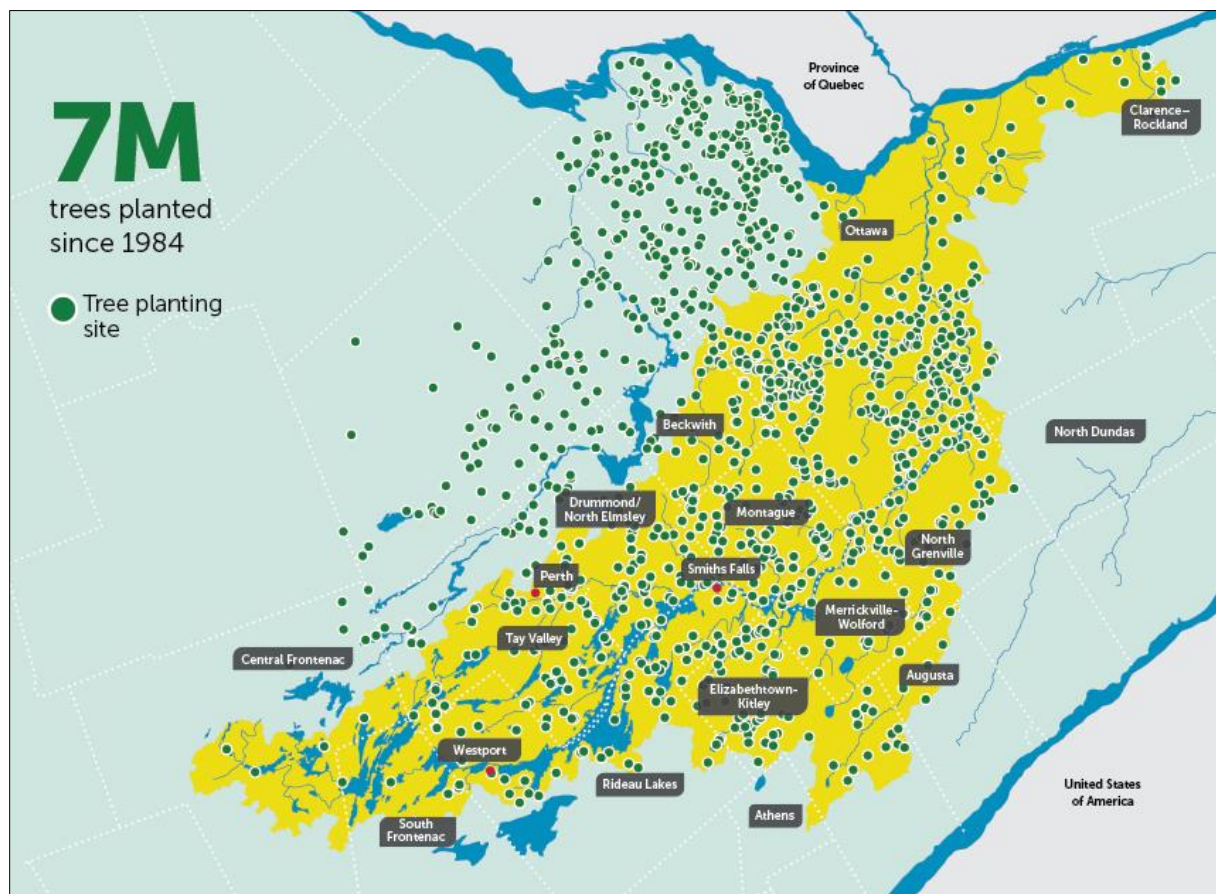 7M
trees planted
since 1984
Tree planting
site
Province
of Quebec
Clarence–
Rockland
Ottawa
Beckwith
North Dundas
Drummond/
North Elmsley
Montague
North
Grenville
Perth
Smiths Falls
Merrickville-
Wolford
Tay Valley
Central Frontenac
Augusta
Elizabethtown-
Kitley
Westport
Rideau Lakes
United States
of America
Athens
South
Frontenac